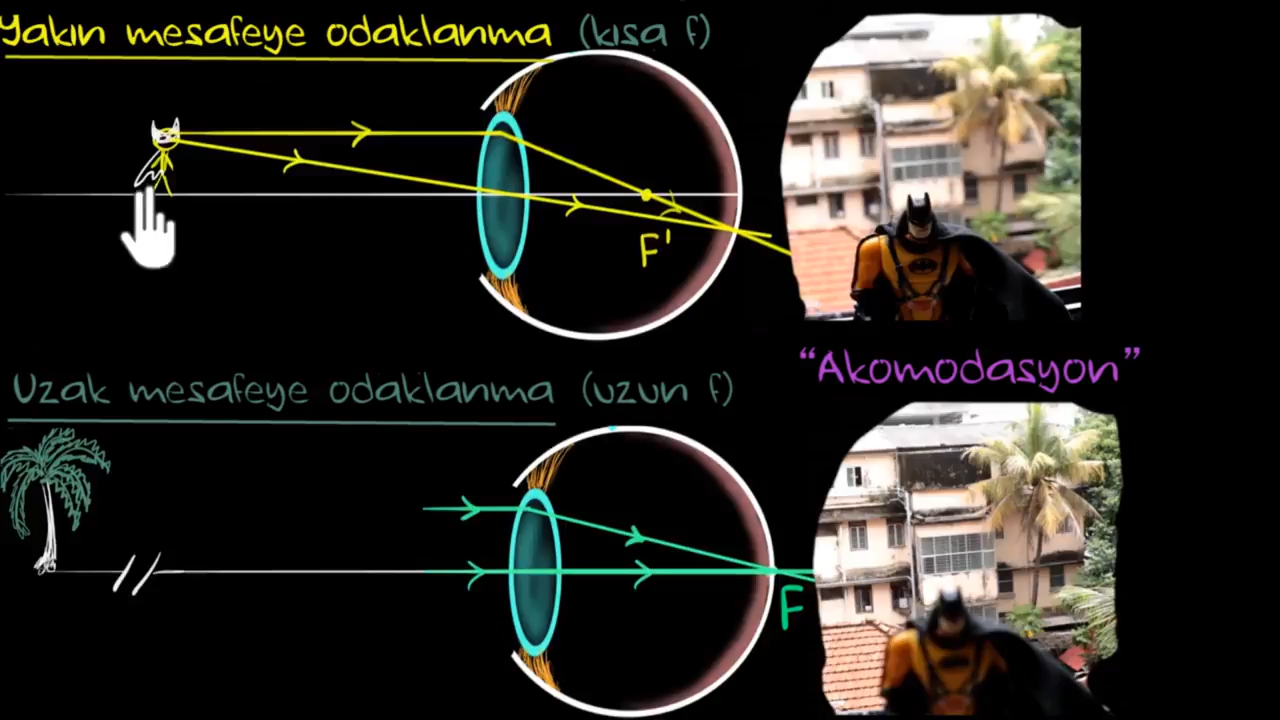 Yakın mesafeye odaklanma (kısa f)
F'
“Akomodasyon”
Uzak mesafeye odaklanma (uzun f)
F